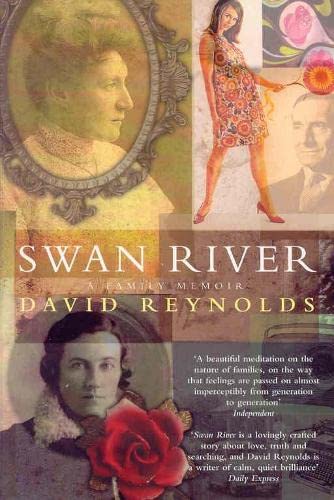 SWAN RIVER
A FAMILY MEMOIR
DAVID REYNOLDS
'A beautiful meditation on the
nature of families, on the way
that feelings are passed on almost
imperceptibly from generation
to generation'
Independent
'Swan River is a lovingly crafted
story about love, truth and
searching, and David Reynolds is
a writer of calm, quiet brilliance'
Daily Express